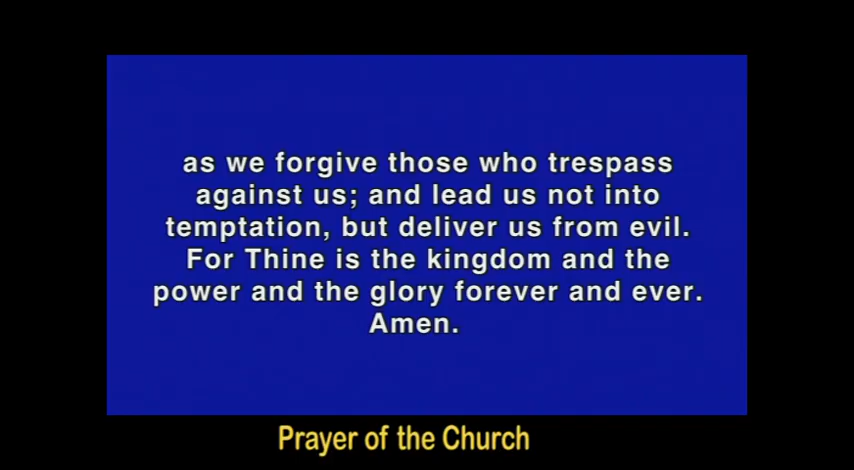 as we forgive those who trespass
against us; and lead us not into
temptation, but deliver us from evil.
For Thine is the kingdom and the
power and the glory forever and ever.
Amen.
Prayer of the Church